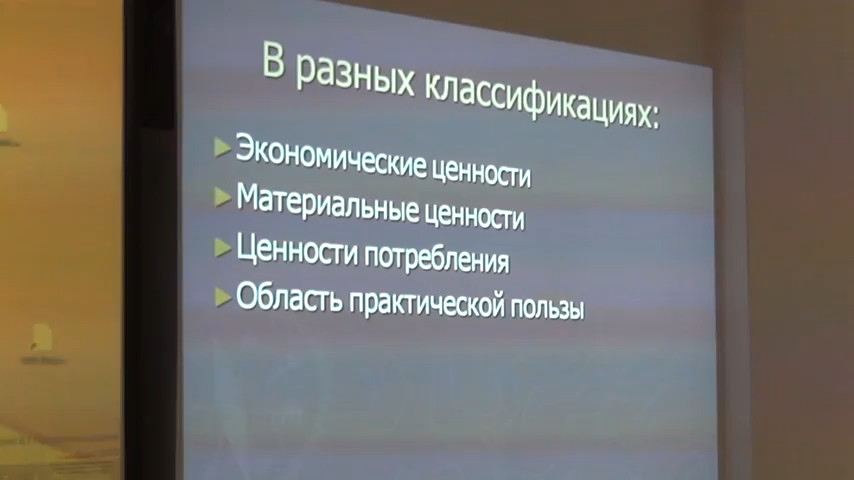 В разных классификациях:
Экономические ценности
Материальные ценности
Ценности потребления
Область практической пользы